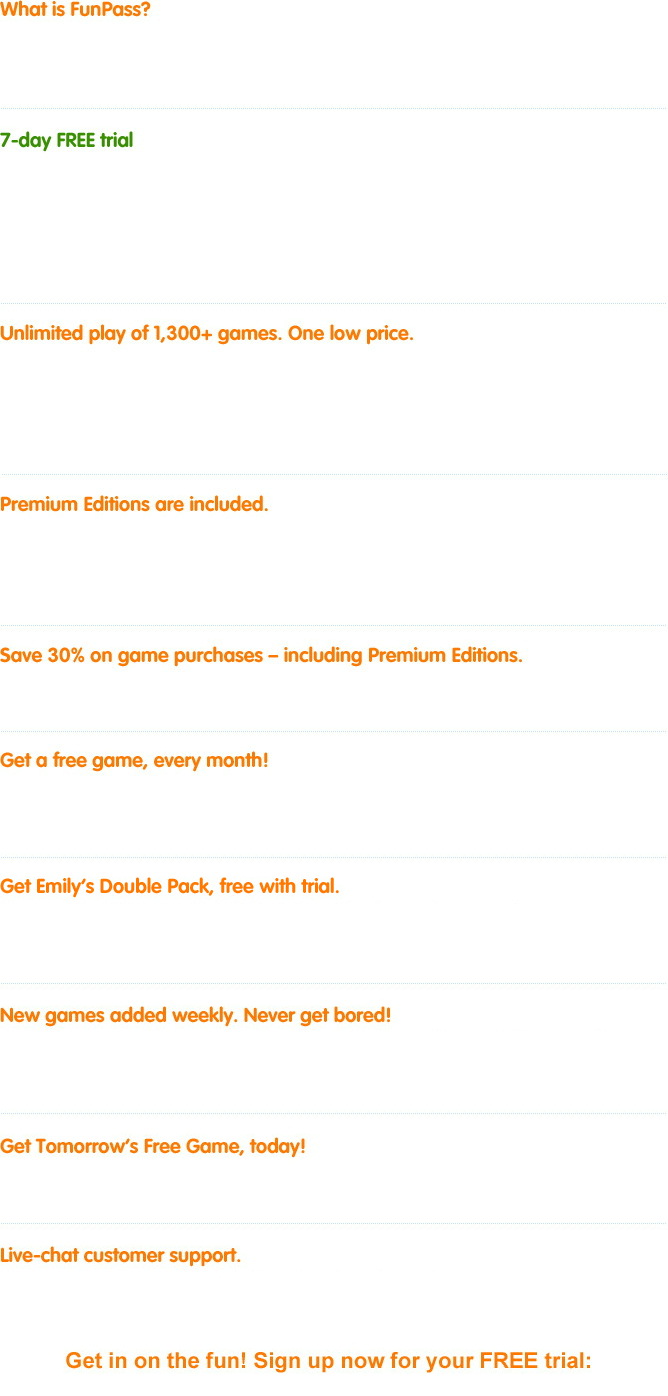 What is FunPass?
7-day FREE trial
Unlimited play of 1,300+ games. One low price.
Premium Editions are included.
Save 30% on game purchases – including Premium Editions.
Get a free game, every month!
Get Emily’s Double Pack, free with trial.
New games added weekly. Never get bored!
Get Tomorrow’s Free Game, today!
Live-chat customer support.
Get in on the fun! Sign up now for your FREE trial: